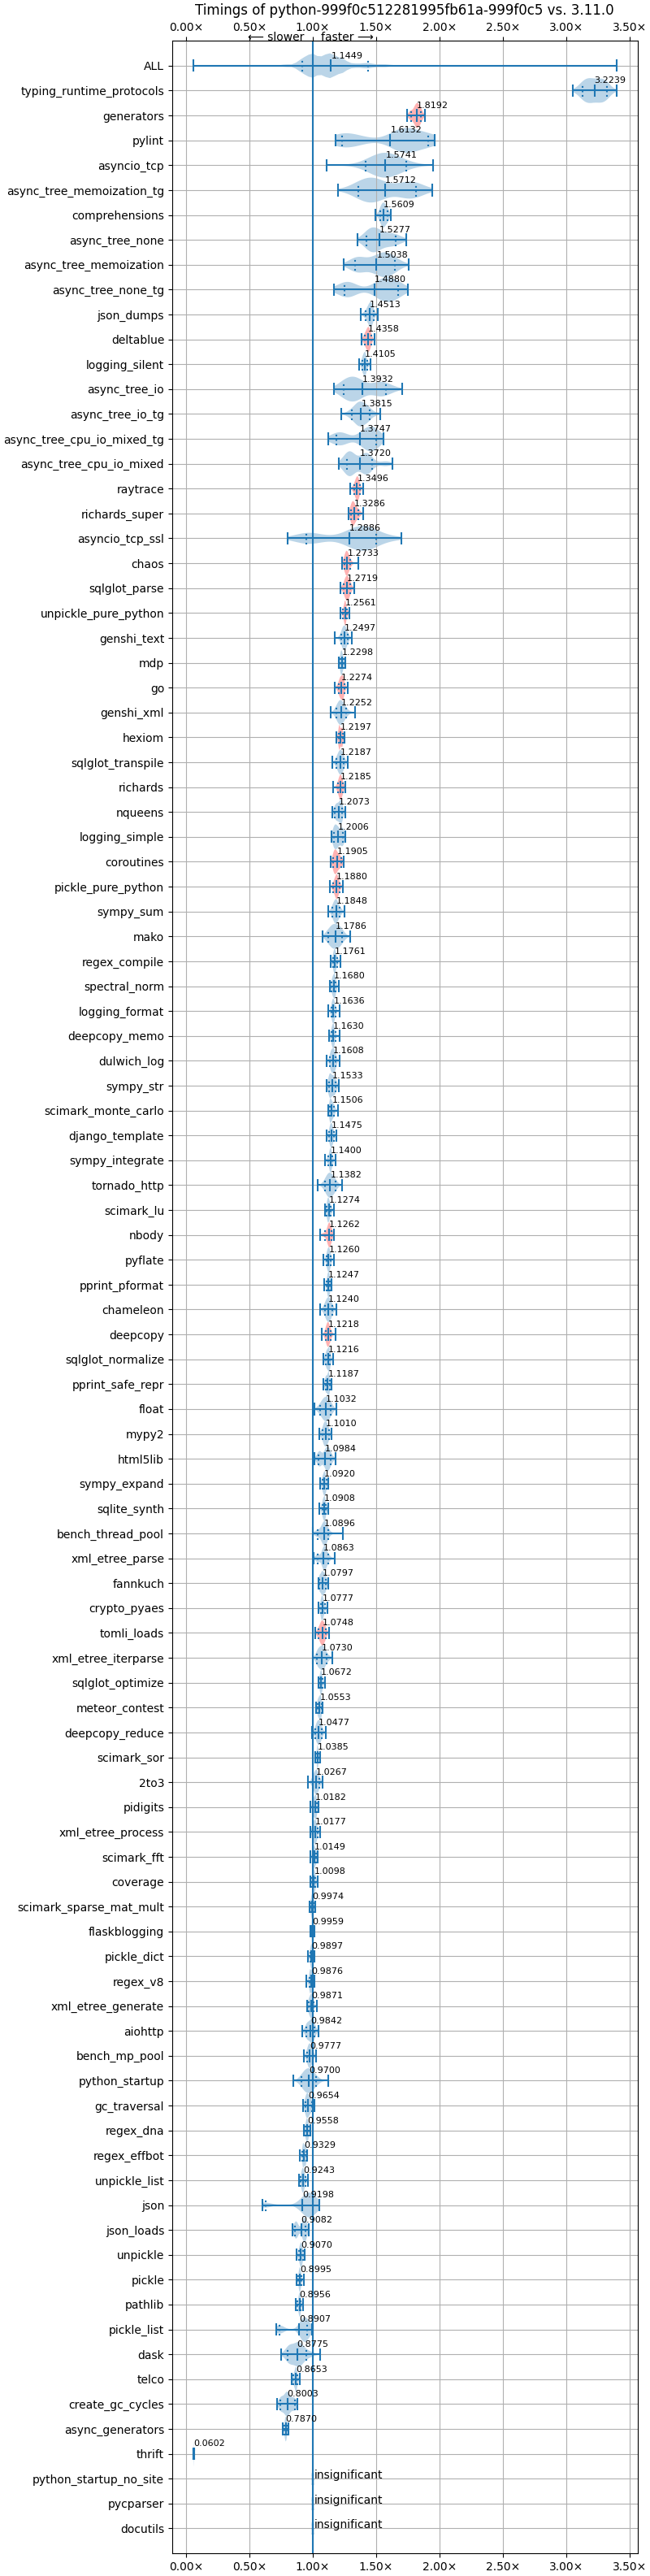 Timings of python-999f0c512281995fb61a-999f0c5 vs. 3.11.0
0.00× 0.50× 1.00× 1.50× 2.00× 2.50× 3.00× 3.50×
⟵ slower faster ⟶
ALL 1.1449
typing_runtime_protocols 3.2239
generators 1.8192
pylint 1.6132
asyncio_tcp 1.5741
async_tree_memoization_tg 1.5712
comprehensions 1.5609
async_tree_none 1.5277
async_tree_memoization 1.5038
async_tree_none_tg 1.4880
json_dumps 1.4513
deltablue 1.4358
logging_silent 1.4105
async_tree_io 1.3932
async_tree_io_tg 1.3815
async_tree_cpu_io_mixed_tg 1.3747
async_tree_cpu_io_mixed 1.3720
raytrace 1.3496
richards_super 1.3286
asyncio_tcp_ssl 1.2886
chaos 1.2733
sqlglot_parse 1.2719
unpickle_pure_python 1.2561
genshi_text 1.2497
mdp 1.2298
go 1.2274
genshi_xml 1.2252
hexiom 1.2197
sqlglot_transpile 1.2187
richards 1.2185
nqueens 1.2073
logging_simple 1.2006
coroutines 1.1905
pickle_pure_python 1.1880
sympy_sum 1.1848
mako 1.1786
regex_compile 1.1761
spectral_norm 1.1680
logging_format 1.1636
deepcopy_memo 1.1630
dulwich_log 1.1608
sympy_str 1.1533
scimark_monte_carlo 1.1506
django_template 1.1475
sympy_integrate 1.1400
tornado_http 1.1382
scimark_lu 1.1274
nbody 1.1262
pyflate 1.1260
pprint_pformat 1.1247
chameleon 1.1240
deepcopy 1.1218
sqlglot_normalize 1.1216
pprint_safe_repr 1.1187
float 1.1032
mypy2 1.1010
html5lib 1.0984
sympy_expand 1.0920
sqlite_synth 1.0908
bench_thread_pool 1.0896
xml_etree_parse 1.0863
fannkuch 1.0797
crypto_pyaes 1.0777
tomli_loads 1.0748
xml_etree_iterparse 1.0730
sqlglot_optimize 1.0672
meteor_contest 1.0553
deepcopy_reduce 1.0477
scimark_sor 1.0385
2to3 1.0267
pidigits 1.0182
xml_etree_process 1.0177
scimark_fft 1.0149
coverage 1.0098
scimark_sparse_mat_mult 0.9974
flaskblogging 0.9959
pickle_dict 0.9897
regex_v8 0.9876
xml_etree_generate 0.9871
aiohttp 0.9842
bench_mp_pool 0.9777
python_startup 0.9700
gc_traversal 0.9654
regex_dna 0.9558
regex_effbot 0.9329
unpickle_list 0.9243
json 0.9198
json_loads 0.9082
unpickle 0.9070
pickle 0.8995
pathlib 0.8956
pickle_list 0.8907
dask 0.8775
telco 0.8653
create_gc_cycles 0.8003
async_generators 0.7870
thrift 0.0602
python_startup_no_site insignificant
pycparser insignificant
docutils insignificant
0.00× 0.50× 1.00× 1.50× 2.00× 2.50× 3.00× 3.50×